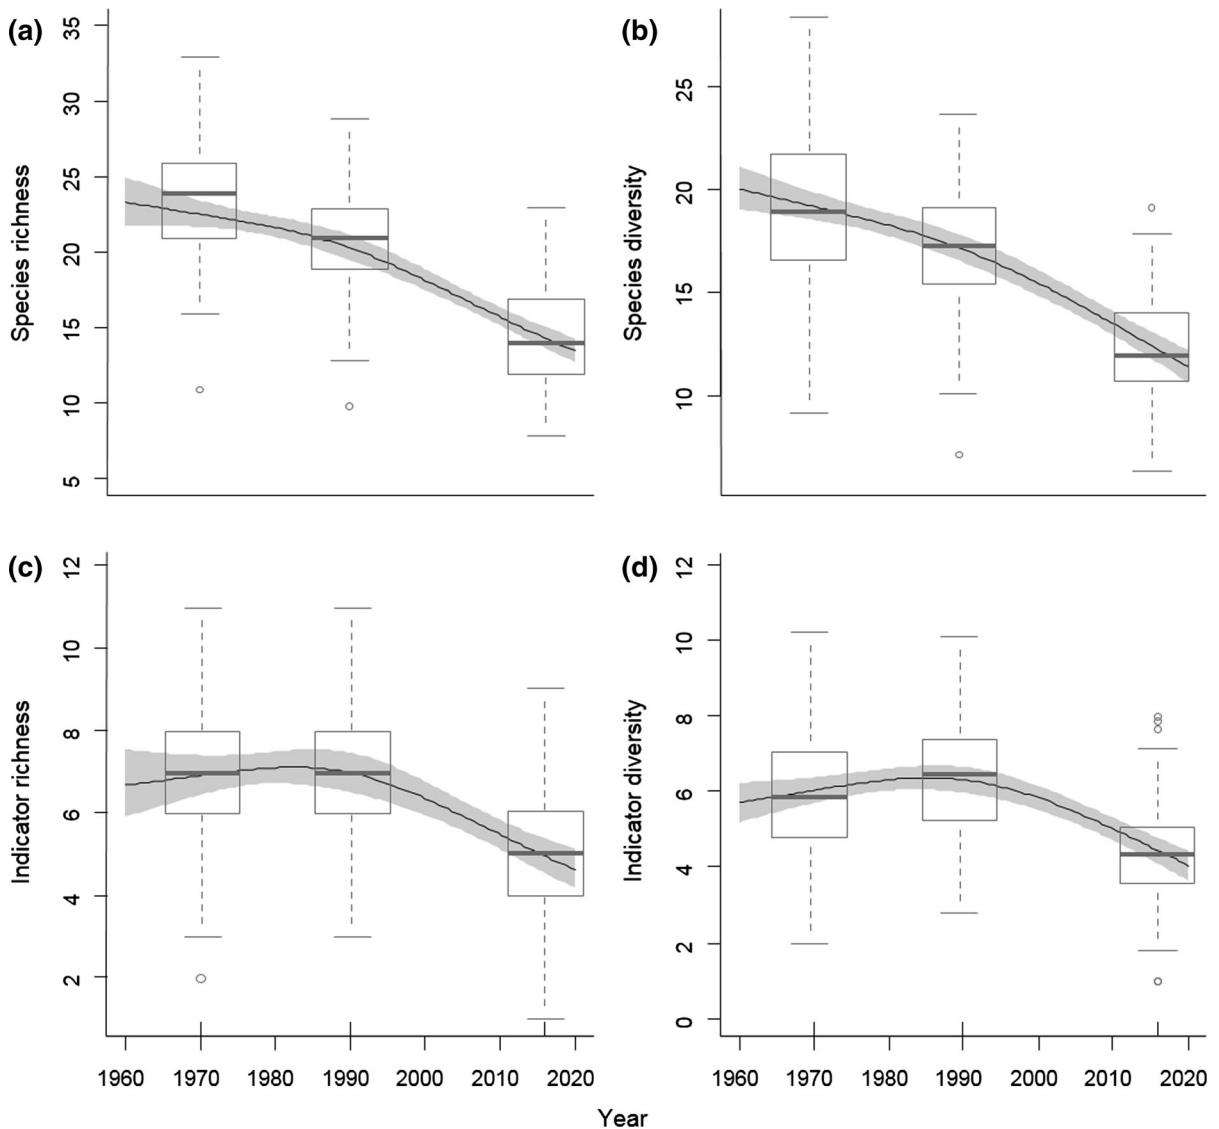 (a)
Species richness
35
30
25
20
15
10
5
(b)
Species diversity
25
20
15
10
(c)
Indicator richness
12
10
8
6
4
2
1960 1970 1980 1990 2000 2010 2020
(d)
Indicator diversity
12
10
8
6
4
2
0
1960 1970 1980 1990 2000 2010 2020
Year